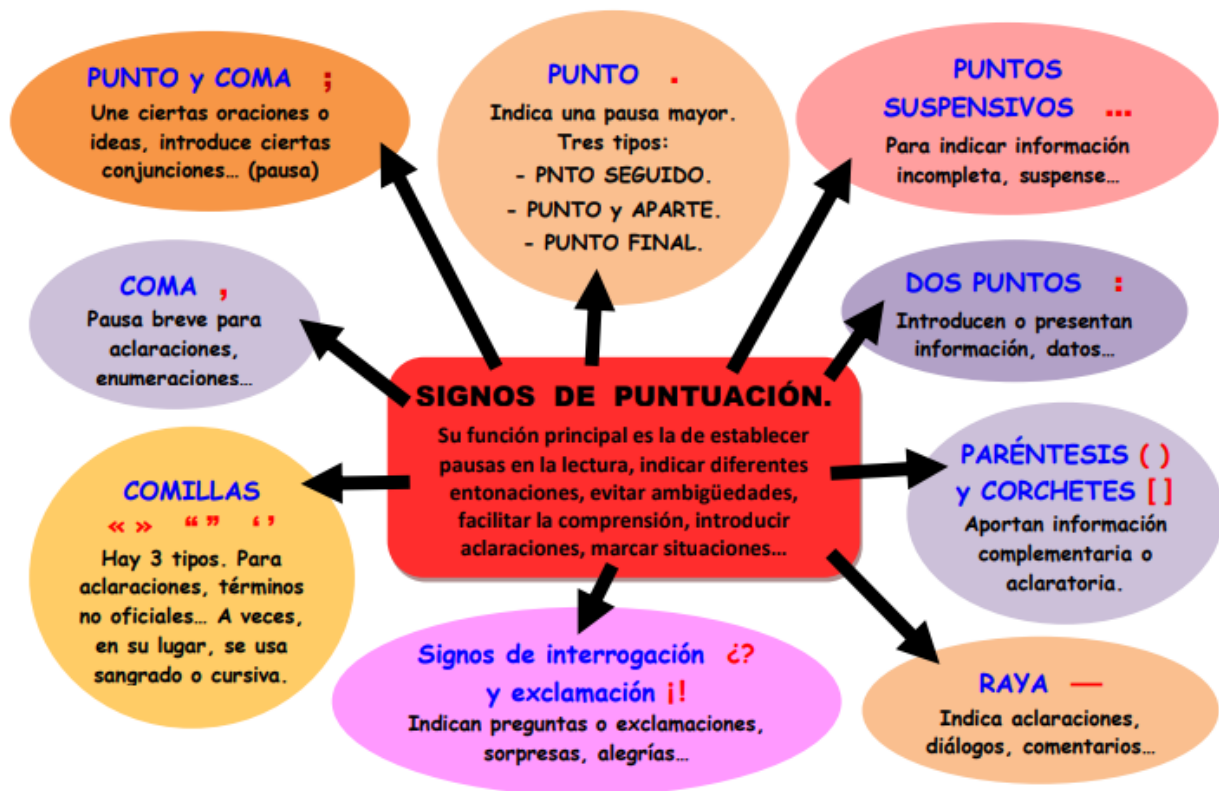 PUNTO y COMA ;
Une ciertas oraciones o
ideas, introduce ciertas
conjunciones... (pausa)
PUNTO .
Indica una pausa mayor.
Tres tipos:
- PNTO SEGUIDO.
- PUNTO y APARTE.
- PUNTO FINAL.
PUNTOS
SUSPENSIVOS ...
Para indicar información
incompleta, suspense...
COMA ,
Pausa breve para
aclaraciones,
enumeraciones...
DOS PUNTOS :
Introducen o presentan
información, datos...
SIGNOS DE PUNTUACIÓN.
Su función principal es la de establecer
pausas en la lectura, indicar diferentes
entonaciones, evitar ambigüedades,
facilitar la comprensión, introducir
aclaraciones, marcar situaciones...
COMILLAS
« » “ ” ‘ ’
Hay 3 tipos. Para
aclaraciones, términos
no oficiales... A veces,
en su lugar, se usa
sangrado o cursiva.
PARÉNTESIS ( )
y CORCHETES [ ]
Aportan información
complementaria o
aclaratoria.
Signos de interrogación ¿?
y exclamación ¡!
Indican preguntas o exclamaciones,
sorpresas, alegrías...
RAYA —
Indica aclaraciones,
diálogos, comentarios...